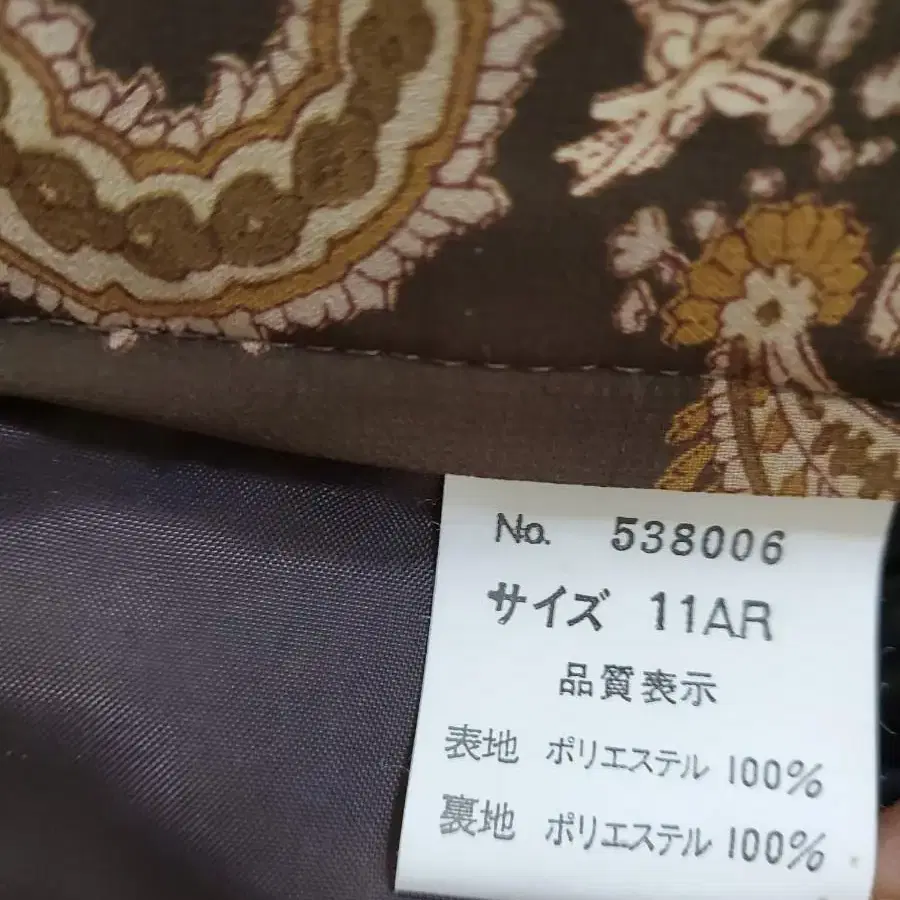 No. 538006
サイズ 11AR
品質表示
表地 ポリエステル 100%
裏地 ポリエステル 100%